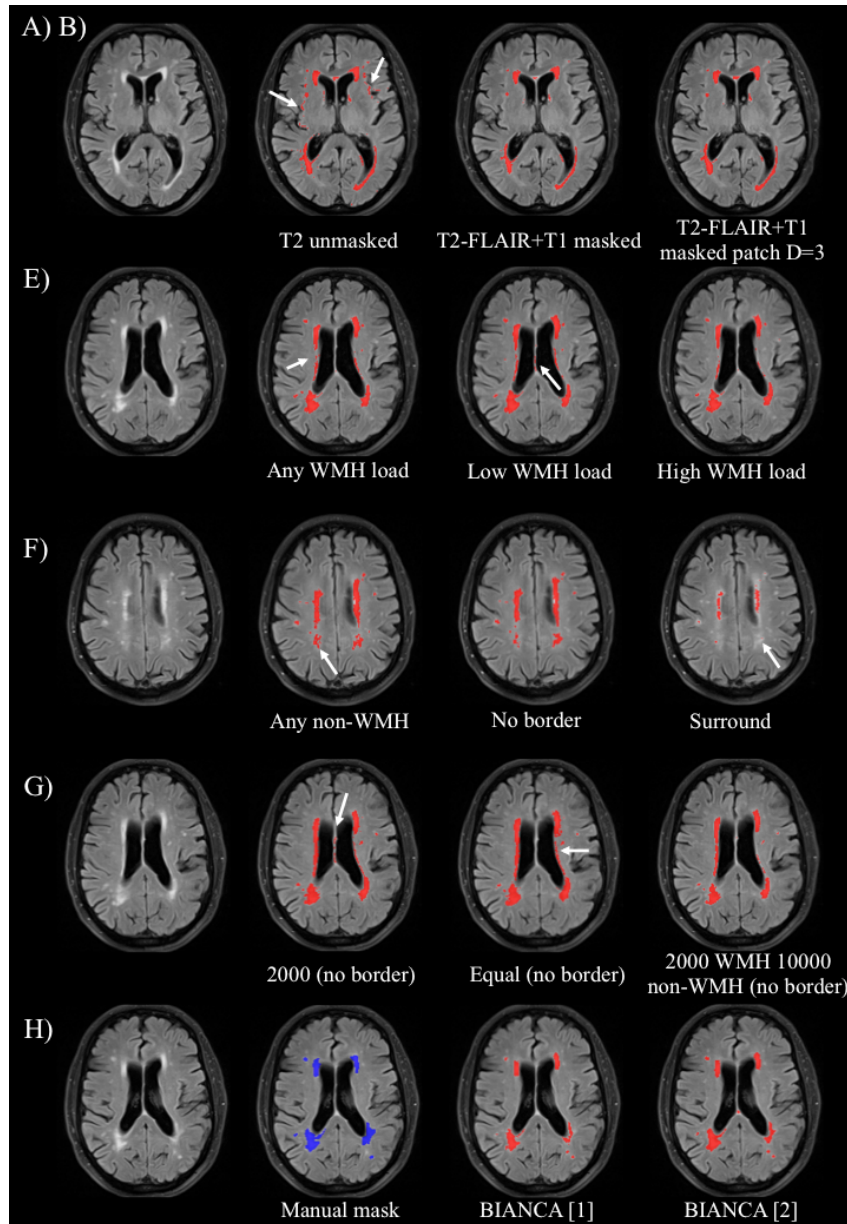 A) B)
T2 unmasked
T2-FLAIR+T1 masked
T2-FLAIR+T1
masked patch D=3
E)
Any WMH load
Low WMH load
High WMH load
F)
Any non-WMH
No border
Surround
G)
2000 (no border)
Equal (no border)
2000 WMH 10000
non-WMH (no border)
H)
Manual mask
BIANCA [1]
BIANCA [2]